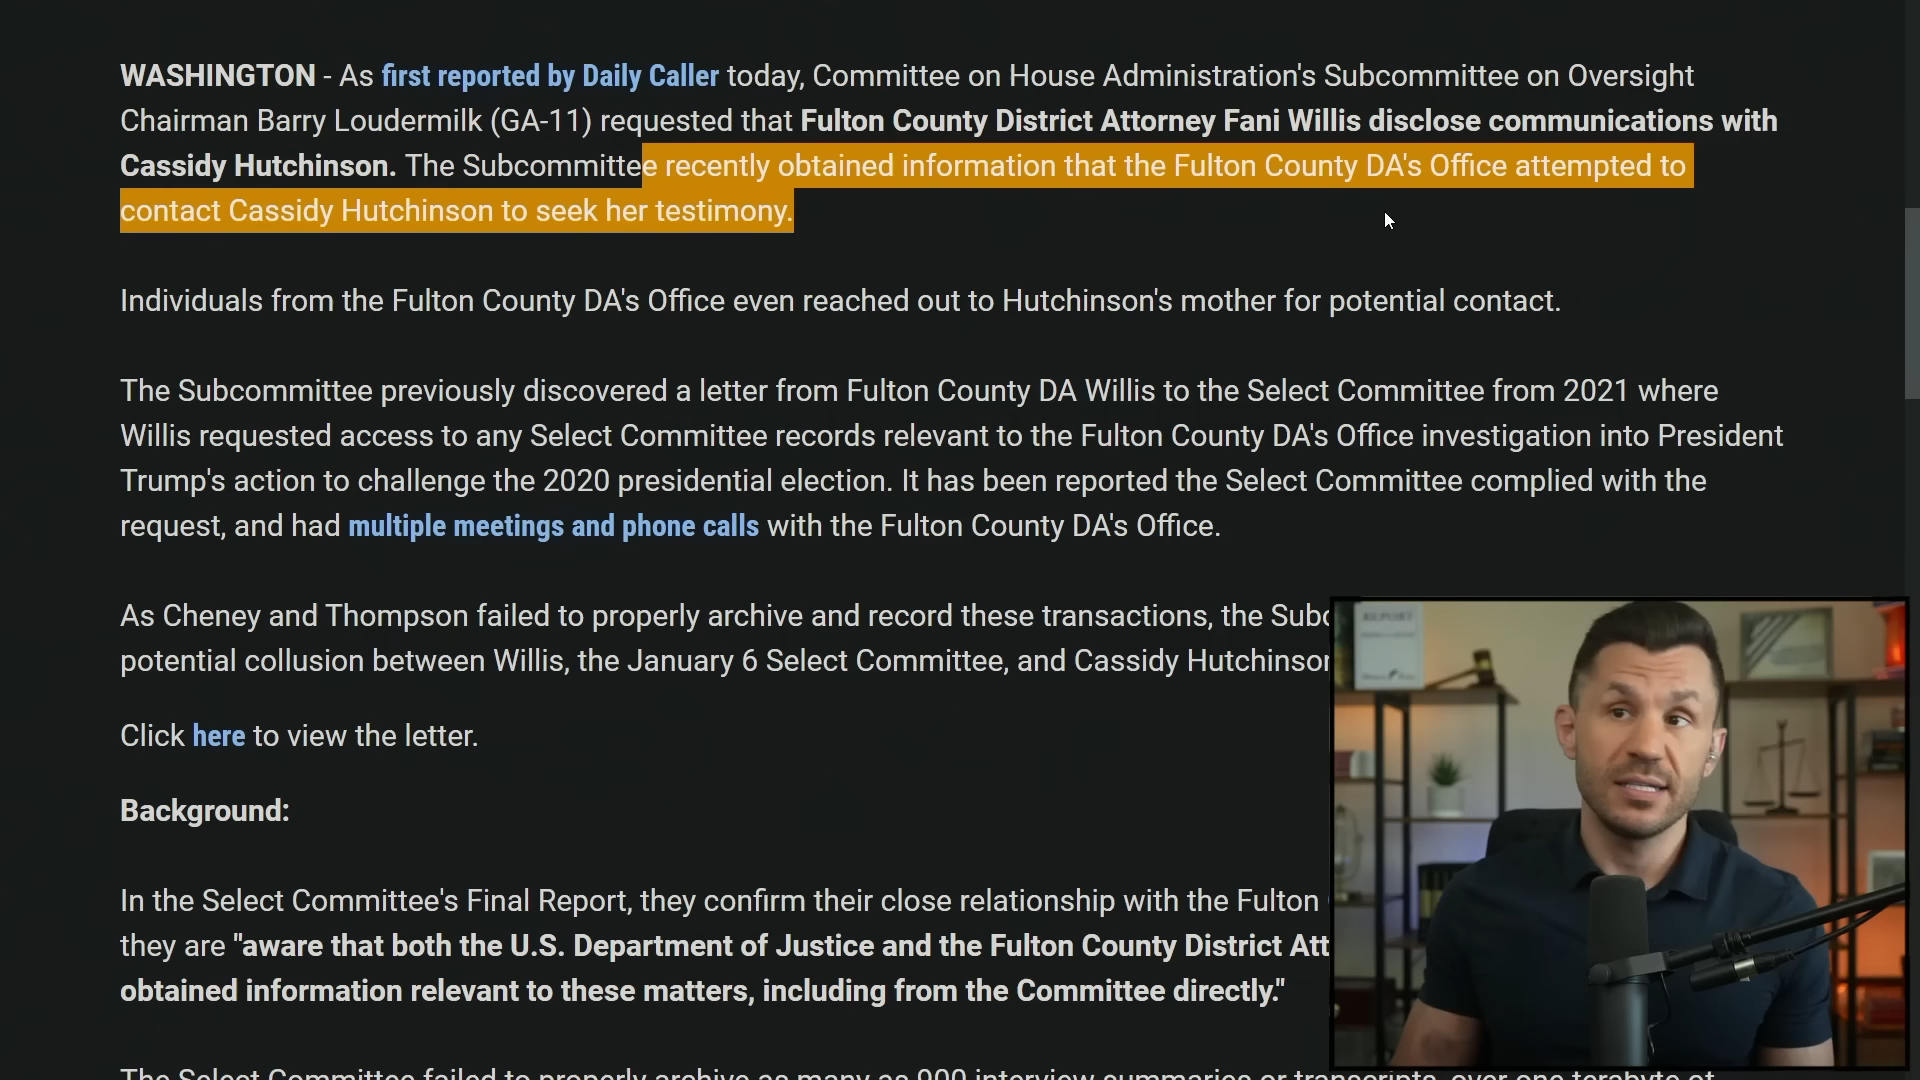 WASHINGTON - As first reported by Daily Caller today, Committee on House Administration's Subcommittee on Oversight
Chairman Barry Loudermilk (GA-11) requested that Fulton County District Attorney Fani Willis disclose communications with
Cassidy Hutchinson. The Subcommittee recently obtained information that the Fulton County DA's Office attempted to
contact Cassidy Hutchinson to seek her testimony.
Individuals from the Fulton County DA's Office even reached out to Hutchinson's mother for potential contact.
The Subcommittee previously discovered a letter from Fulton County DA Willis to the Select Committee from 2021 where
Willis requested access to any Select Committee records relevant to the Fulton County DA's Office investigation into President
Trump's action to challenge the 2020 presidential election. It has been reported the Select Committee complied with the
request, and had multiple meetings and phone calls with the Fulton County DA's Office.
As Cheney and Thompson failed to properly archive and record these transactions, the Subc
potential collusion between Willis, the January 6 Select Committee, and Cassidy Hutchinson
Click here to view the letter.
Background:
In the Select Committee's Final Report, they confirm their close relationship with the Fulton
they are "aware that both the U.S. Department of Justice and the Fulton County District Att
obtained information relevant to these matters, including from the Committee directly."
The Select Committee failed to properly archive as many as 900 interview summaries or transcripts, over one terabyte of
REPORT